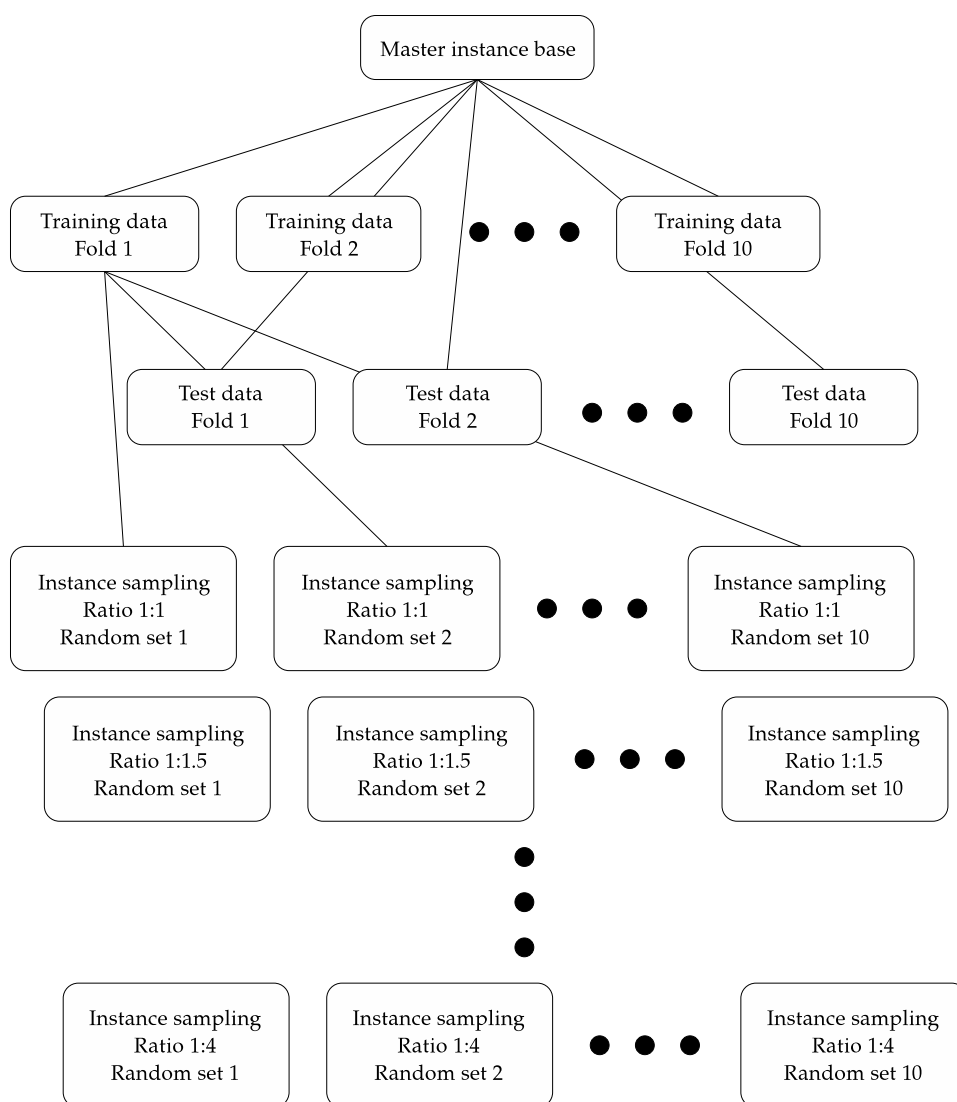 Master instance base
Training data
Fold 1
Training data
Fold 2
Training data
Fold 10
Test data
Fold 1
Test data
Fold 2
Test data
Fold 10
Instance sampling
Ratio 1:1
Random set 1
Instance sampling
Ratio 1:1
Random set 2
Instance sampling
Ratio 1:1
Random set 10
Instance sampling
Ratio 1:1.5
Random set 1
Instance sampling
Ratio 1:1.5
Random set 2
Instance sampling
Ratio 1:1.5
Random set 10
Instance sampling
Ratio 1:4
Random set 1
Instance sampling
Ratio 1:4
Random set 2
Instance sampling
Ratio 1:4
Random set 10